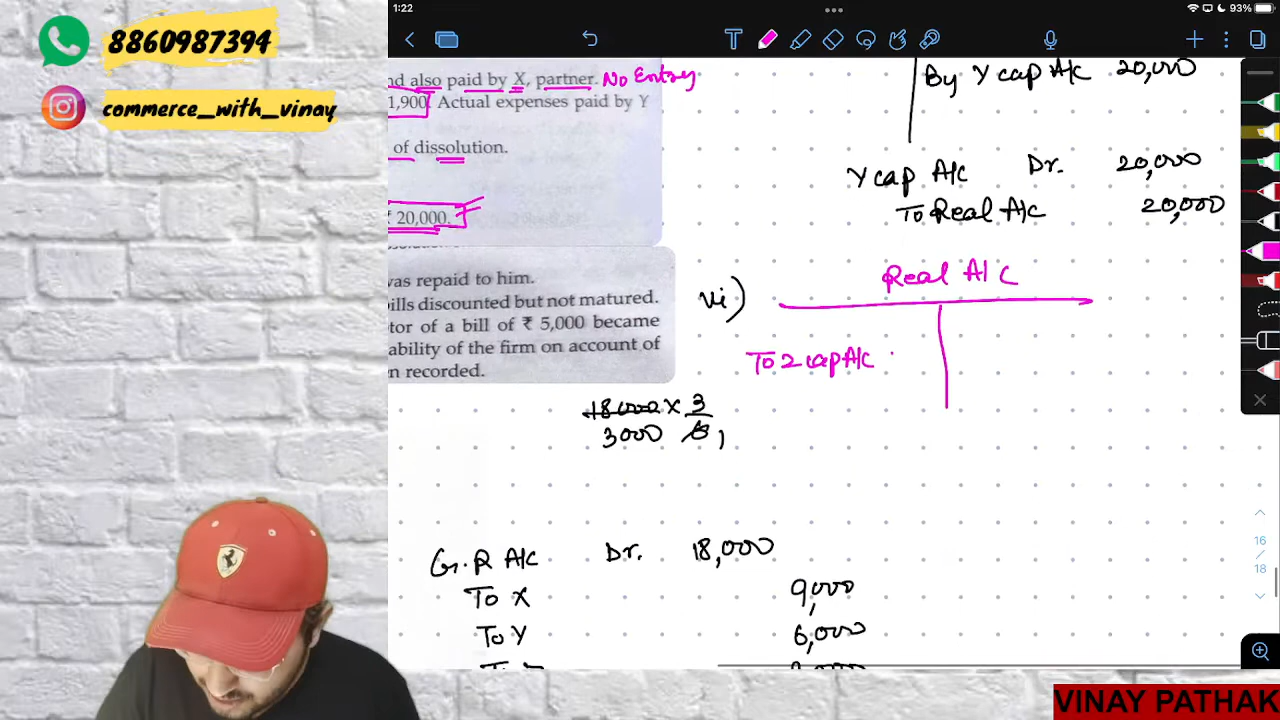 1:22
93%
8860987394
commerce_with_vinay
nd also paid by X, partner. No Entry
1,900. Actual expenses paid by Y
of dissolution.
₹ 20,000.
was repaid to him.
ills discounted but not matured.
tor of a bill of ₹ 5,000 became
ability of the firm on account of
n recorded.
By Y cap A/c 20,000
Y cap A/c Dr. 20,000
To Real A/c 20,000
vi) Real A/c
To Z cap A/c
18000 x 3
3000 6 1
G.R A/c Dr. 18,000
To X 9,000
To Y 6,000
16
18
VINAY PATHAK